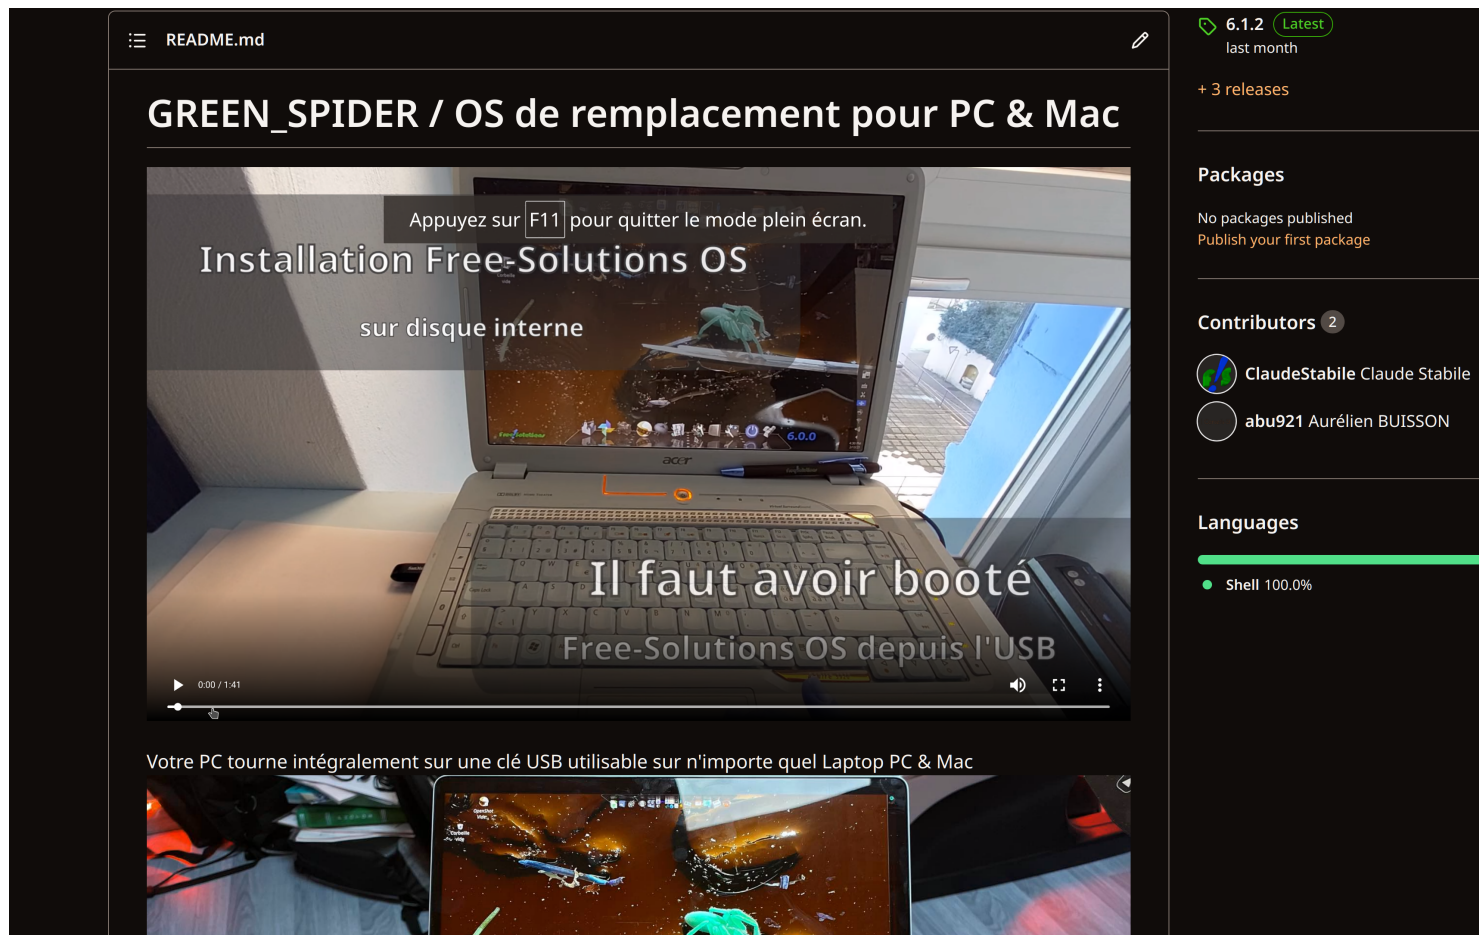 README.md
GREEN_SPIDER / OS de remplacement pour PC & Mac
Appuyez sur F11 pour quitter le mode plein écran.
Installation Free-Solutions OS
sur disque interne
6.0.0
acer
Il faut avoir booté
Free-Solutions OS depuis l'USB
0:00 / 1:41
Votre PC tourne intégralement sur une clé USB utilisable sur n'importe quel Laptop PC & Mac
6.1.2 Latest
last month
+ 3 releases
Packages
No packages published
Publish your first package
Contributors 2
ClaudeStabile Claude Stabile
abu921 Aurélien BUISSON
Languages
Shell 100.0%